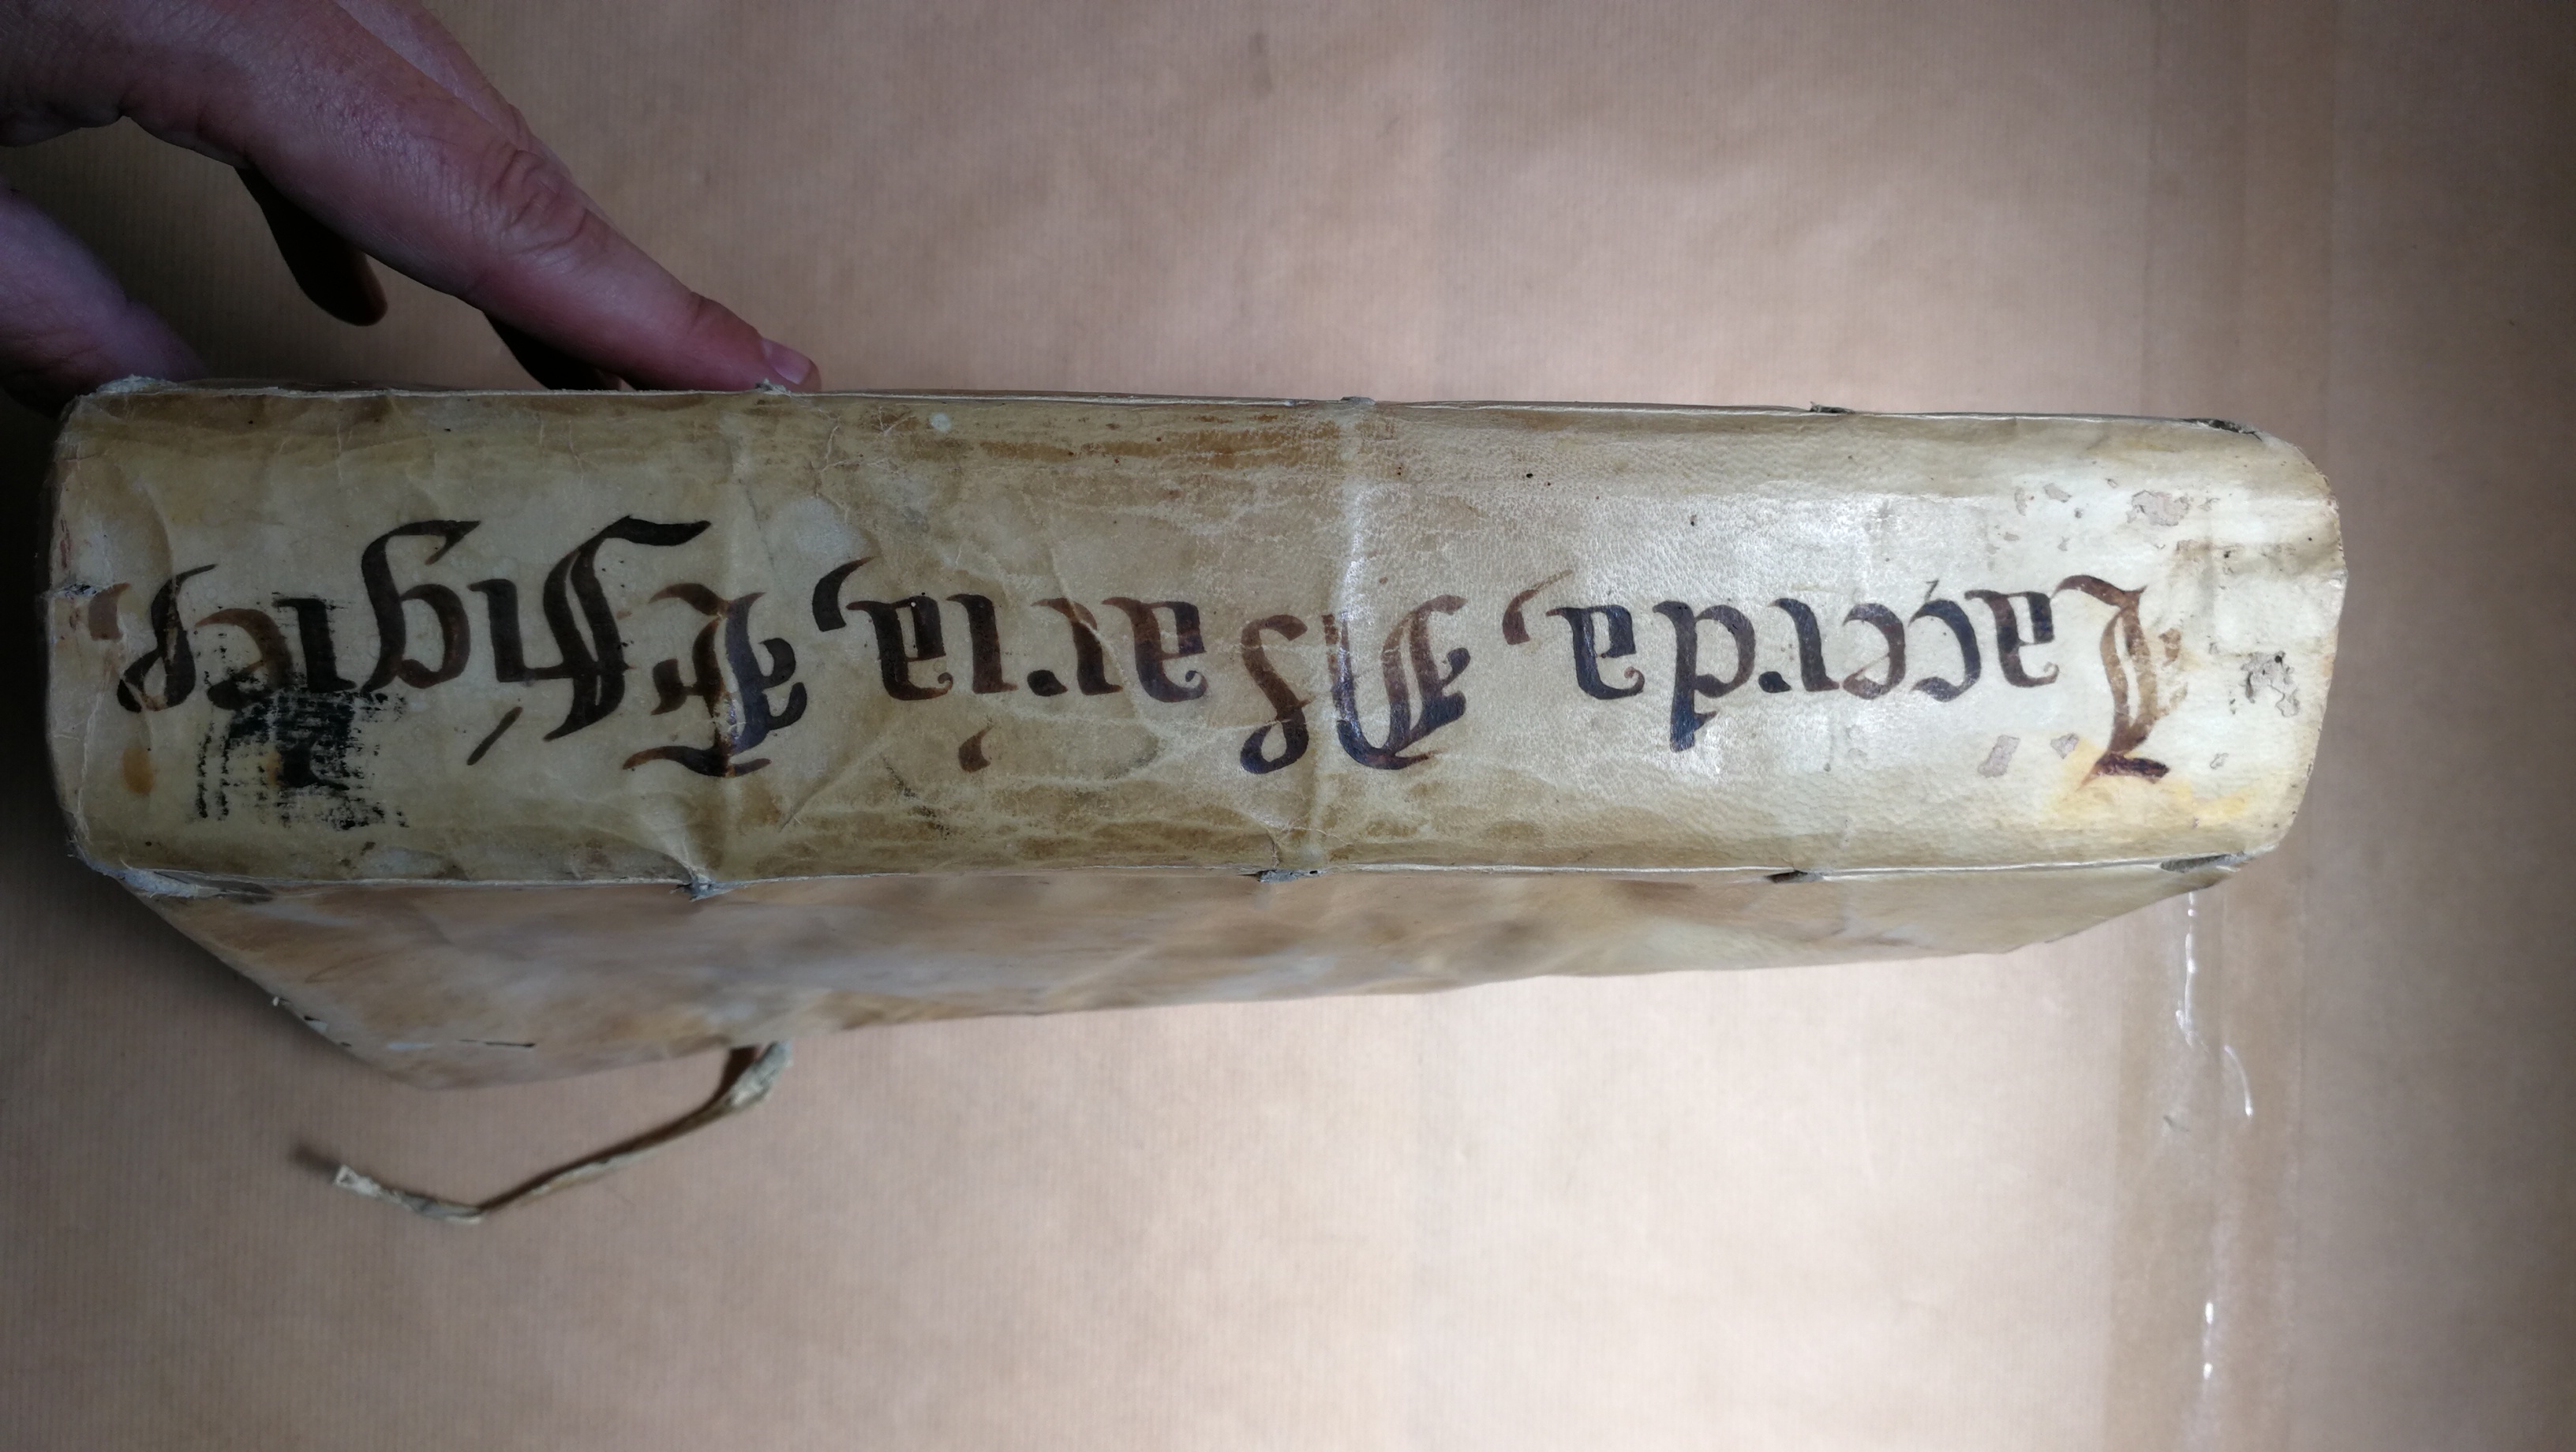 Lacerda, Maria, Effigies.